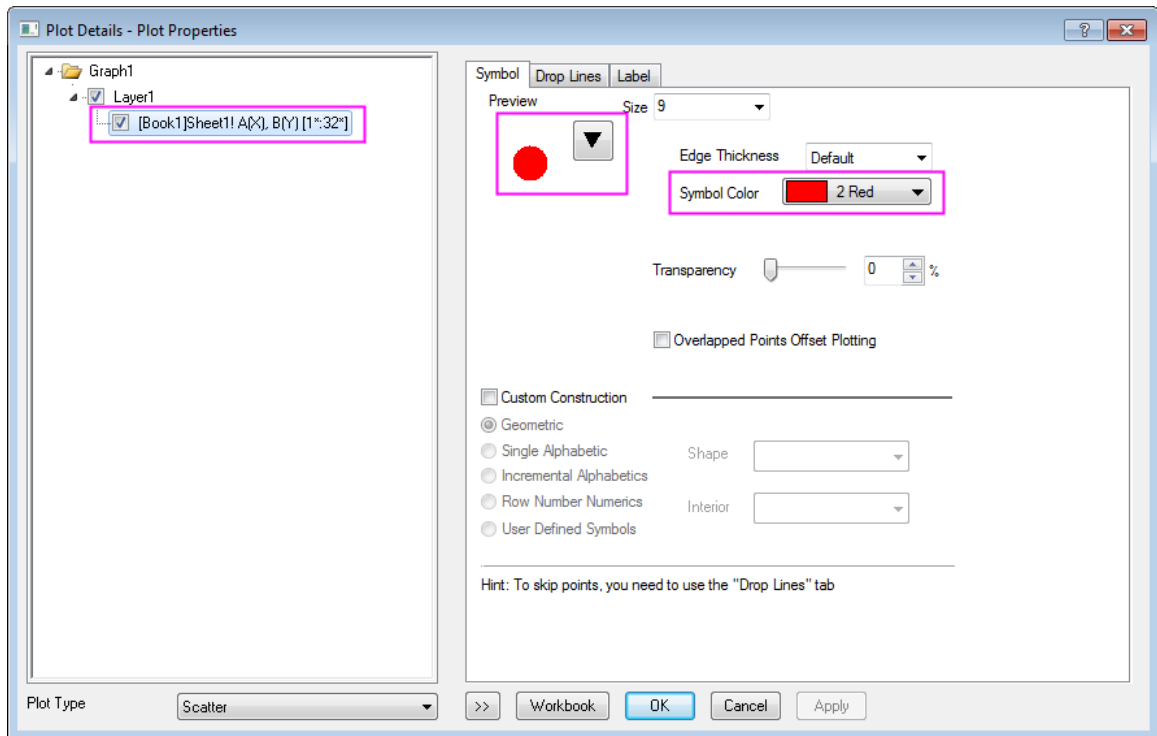 Plot Details - Plot Properties
Graph1
Layer1
[Book1]Sheet1! A(X), B(Y) [1*:32*]
Symbol
Drop Lines
Label
Preview
Size 9
Edge Thickness Default
Symbol Color 2 Red
Transparency 0 %
Overlapped Points Offset Plotting
Custom Construction
Geometric
Single Alphabetic
Shape
Incremental Alphabetics
Row Number Numerics
Interior
User Defined Symbols
Hint: To skip points, you need to use the "Drop Lines" tab
Plot Type Scatter
>> Workbook OK Cancel Apply